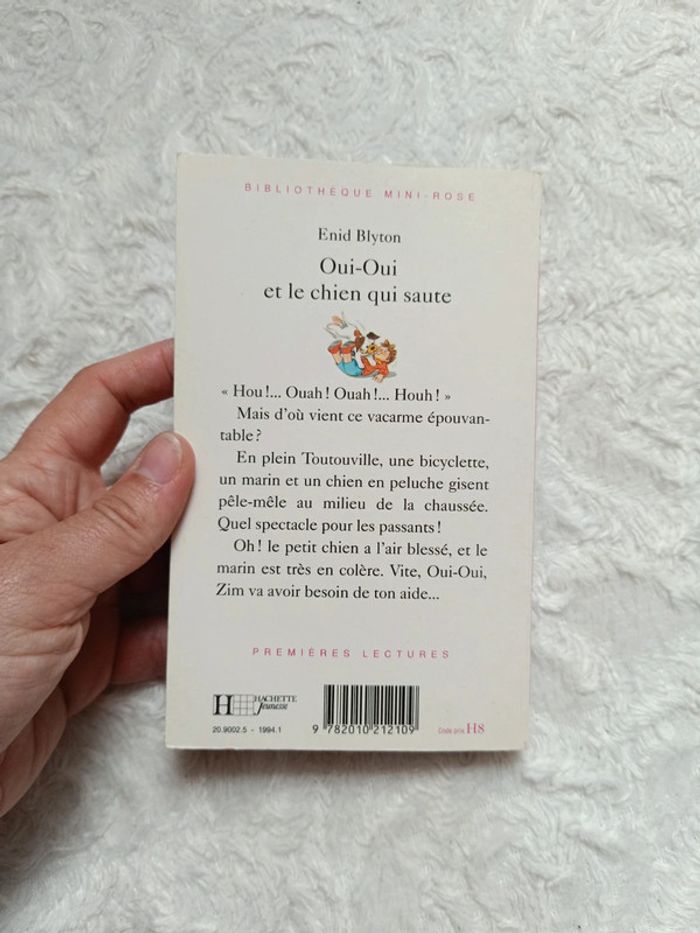 BIBLIOTHÈQUE MINI-ROSE
Enid Blyton
Oui-Oui
et le chien qui saute
« Hou !... Ouah ! Ouah !... Houh ! »
Mais d'où vient ce vacarme épouvan-
table ?
En plein Toutouville, une bicyclette,
un marin et un chien en peluche gisent
pêle-mêle au milieu de la chaussée.
Quel spectacle pour les passants !
Oh ! le petit chien a l'air blessé, et le
marin est très en colère. Vite, Oui-Oui,
Zim va avoir besoin de ton aide...
PREMIÈRES LECTURES
H HACHETTE
Jeunesse
20.9002.5 - 1994.1
9 782010 212109
Code prix H8